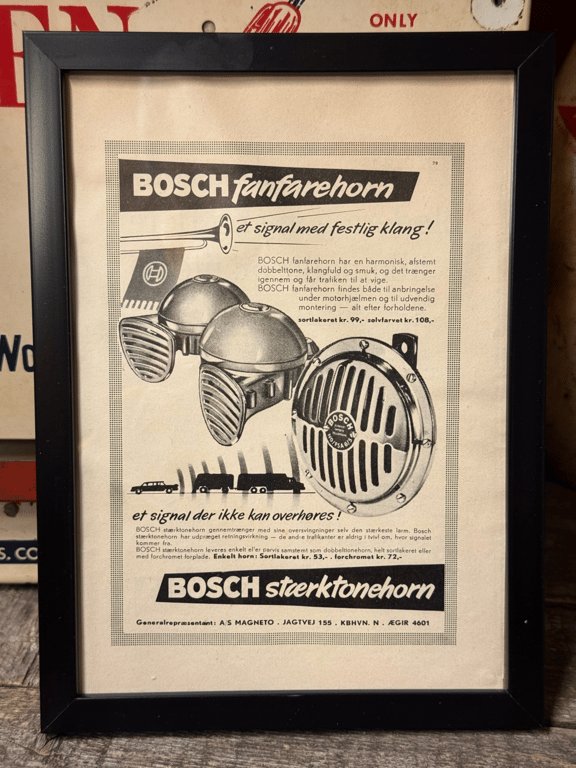 EN
ONLY
79
BOSCH fanfarehorn
et signal med festlig klang!
BOSCH fanfarehorn har en harmonisk, afstemt
dobbelttone, klangfuld og smuk, og det trænger
igennem og får trafiken til at vige.
BOSCH fanfarehorn findes både til anbringelse
under motorhjælmen og til udvendig
montering — alt efter forholdene.
sortlakeret kr. 99,- sølvfarvet kr. 108,-
BOSCH
et signal der ikke kan overhøres!
BOSCH stærktonehorn gennemtrænger med sine oversvingninger selv den stærkeste larm. Bosch
stærktonehorn har udpræget retningsvirkning — de andre trafikanter er aldrig i tvivl om, hvor signalet
kommer fra.
BOSCH stærktonehorn leveres enkelt eller parvis samstemt som dobbelttonehorn, helt sortlakeret eller
med forchromet forplade. Enkelt horn: Sortlakeret kr. 53,- . forchromet kr. 72,-
BOSCH stærktonehorn
Generalrepræsentant: A/S MAGNETO . JAGTVEJ 155 . KBHVN. N . ÆGIR 4601
Wo
S. CO